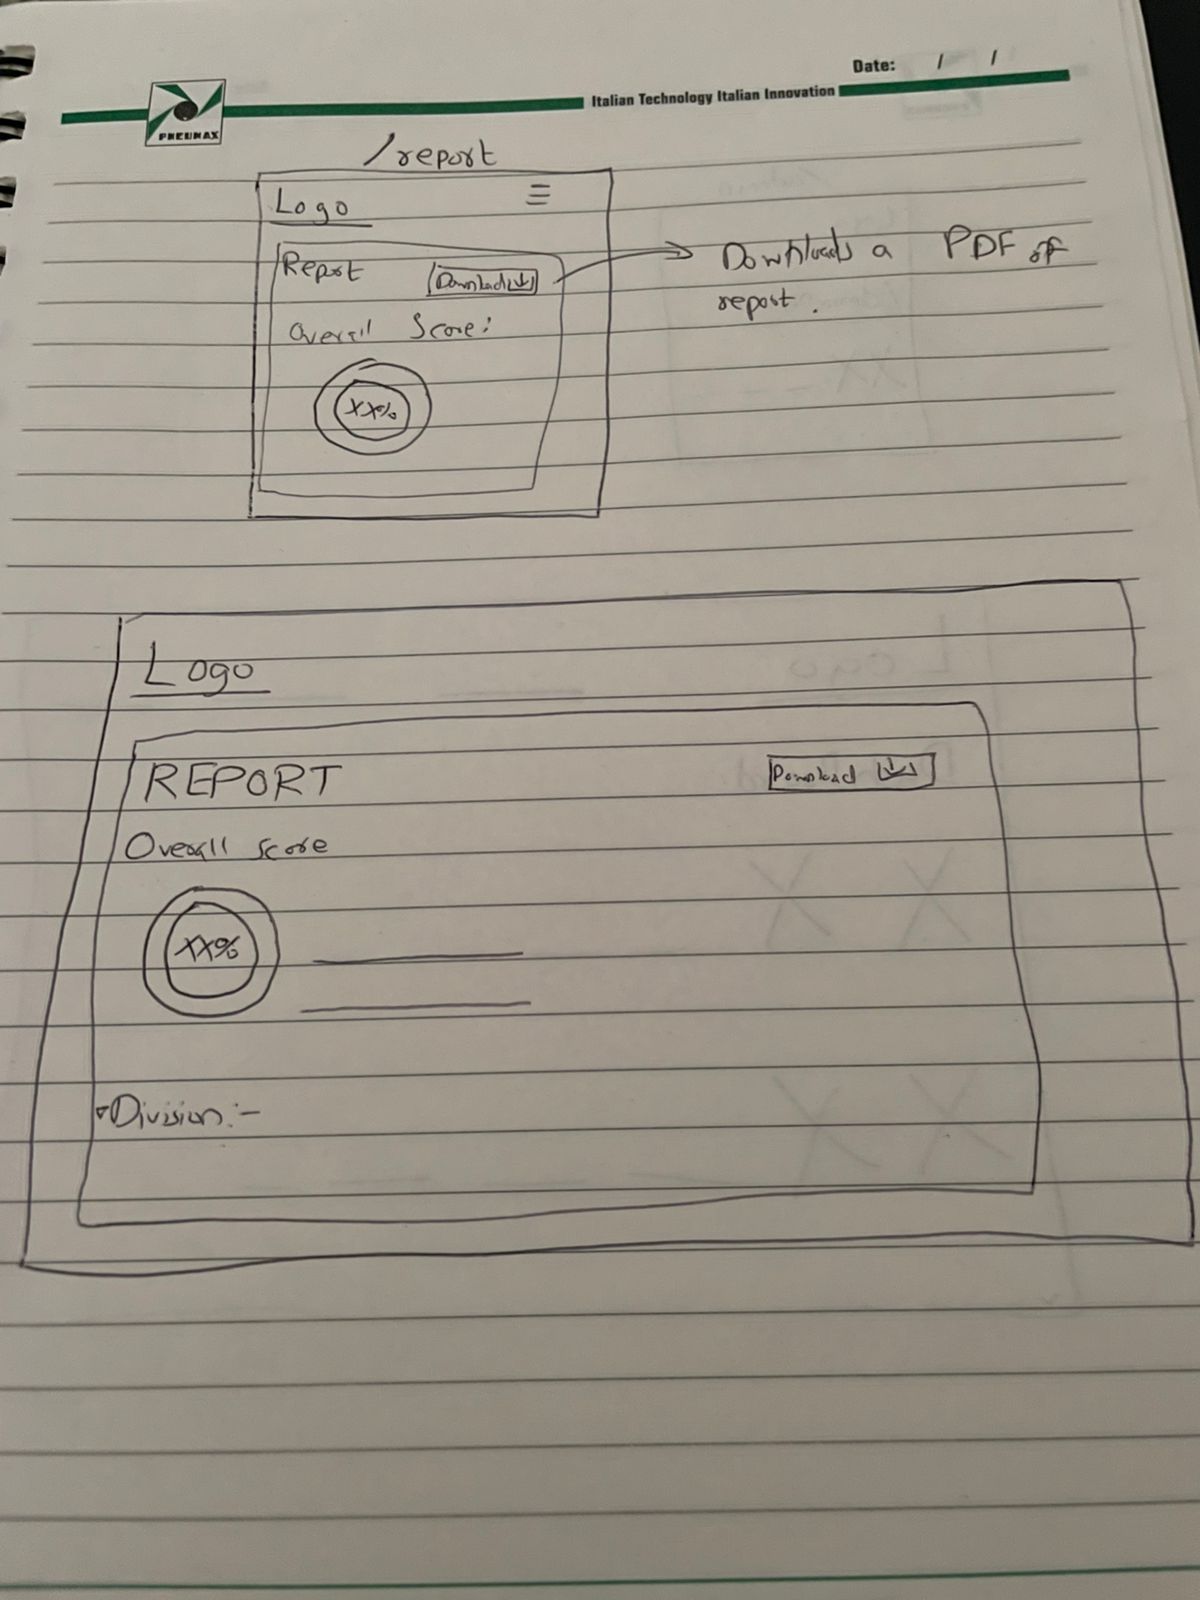 Date: / /
Italian Technology Italian Innovation
PNEUMAX
/report
Logo
Report Download
Downloads a PDF of
report.
Overall Score:
XX%
Logo
REPORT Download
Overall score
XX%
Division:-